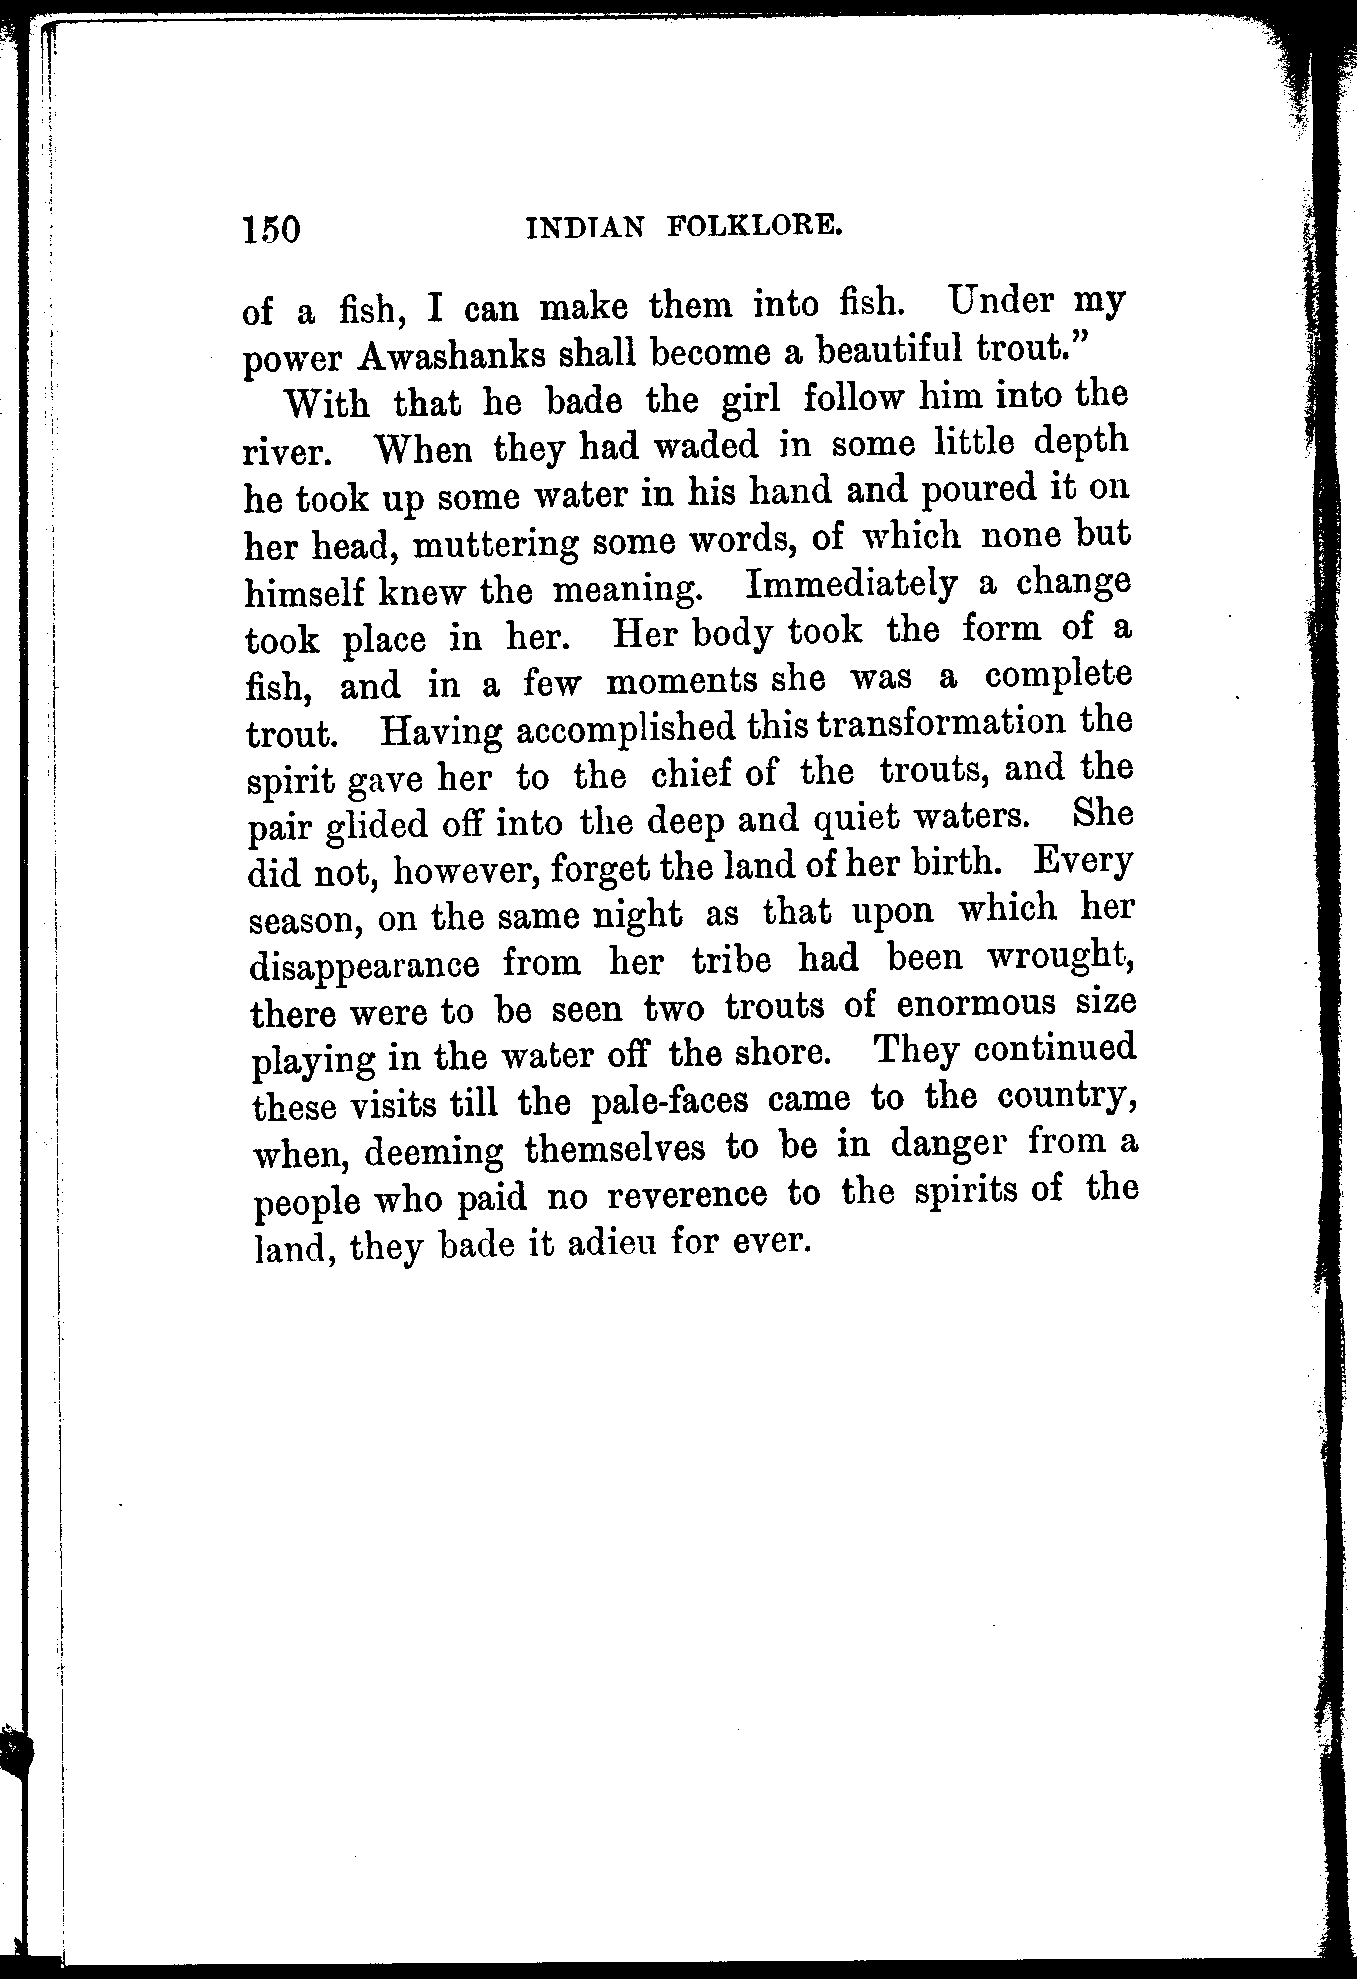 150 INDIAN FOLKLORE.
of a fish, I can make them into fish. Under my
power Awashanks shall become a beautiful trout.”
With that he bade the girl follow him into the
river. When they had waded in some little depth
he took up some water in his hand and poured it on
her head, muttering some words, of which none but
himself knew the meaning. Immediately a change
took place in her. Her body took the form of a
fish, and in a few moments she was a complete
trout. Having accomplished this transformation the
spirit gave her to the chief of the trouts, and the
pair glided off into the deep and quiet waters. She
did not, however, forget the land of her birth. Every
season, on the same night as that upon which her
disappearance from her tribe had been wrought,
there were to be seen two trouts of enormous size
playing in the water off the shore. They continued
these visits till the pale-faces came to the country,
when, deeming themselves to be in danger from a
people who paid no reverence to the spirits of the
land, they bade it adieu for ever.